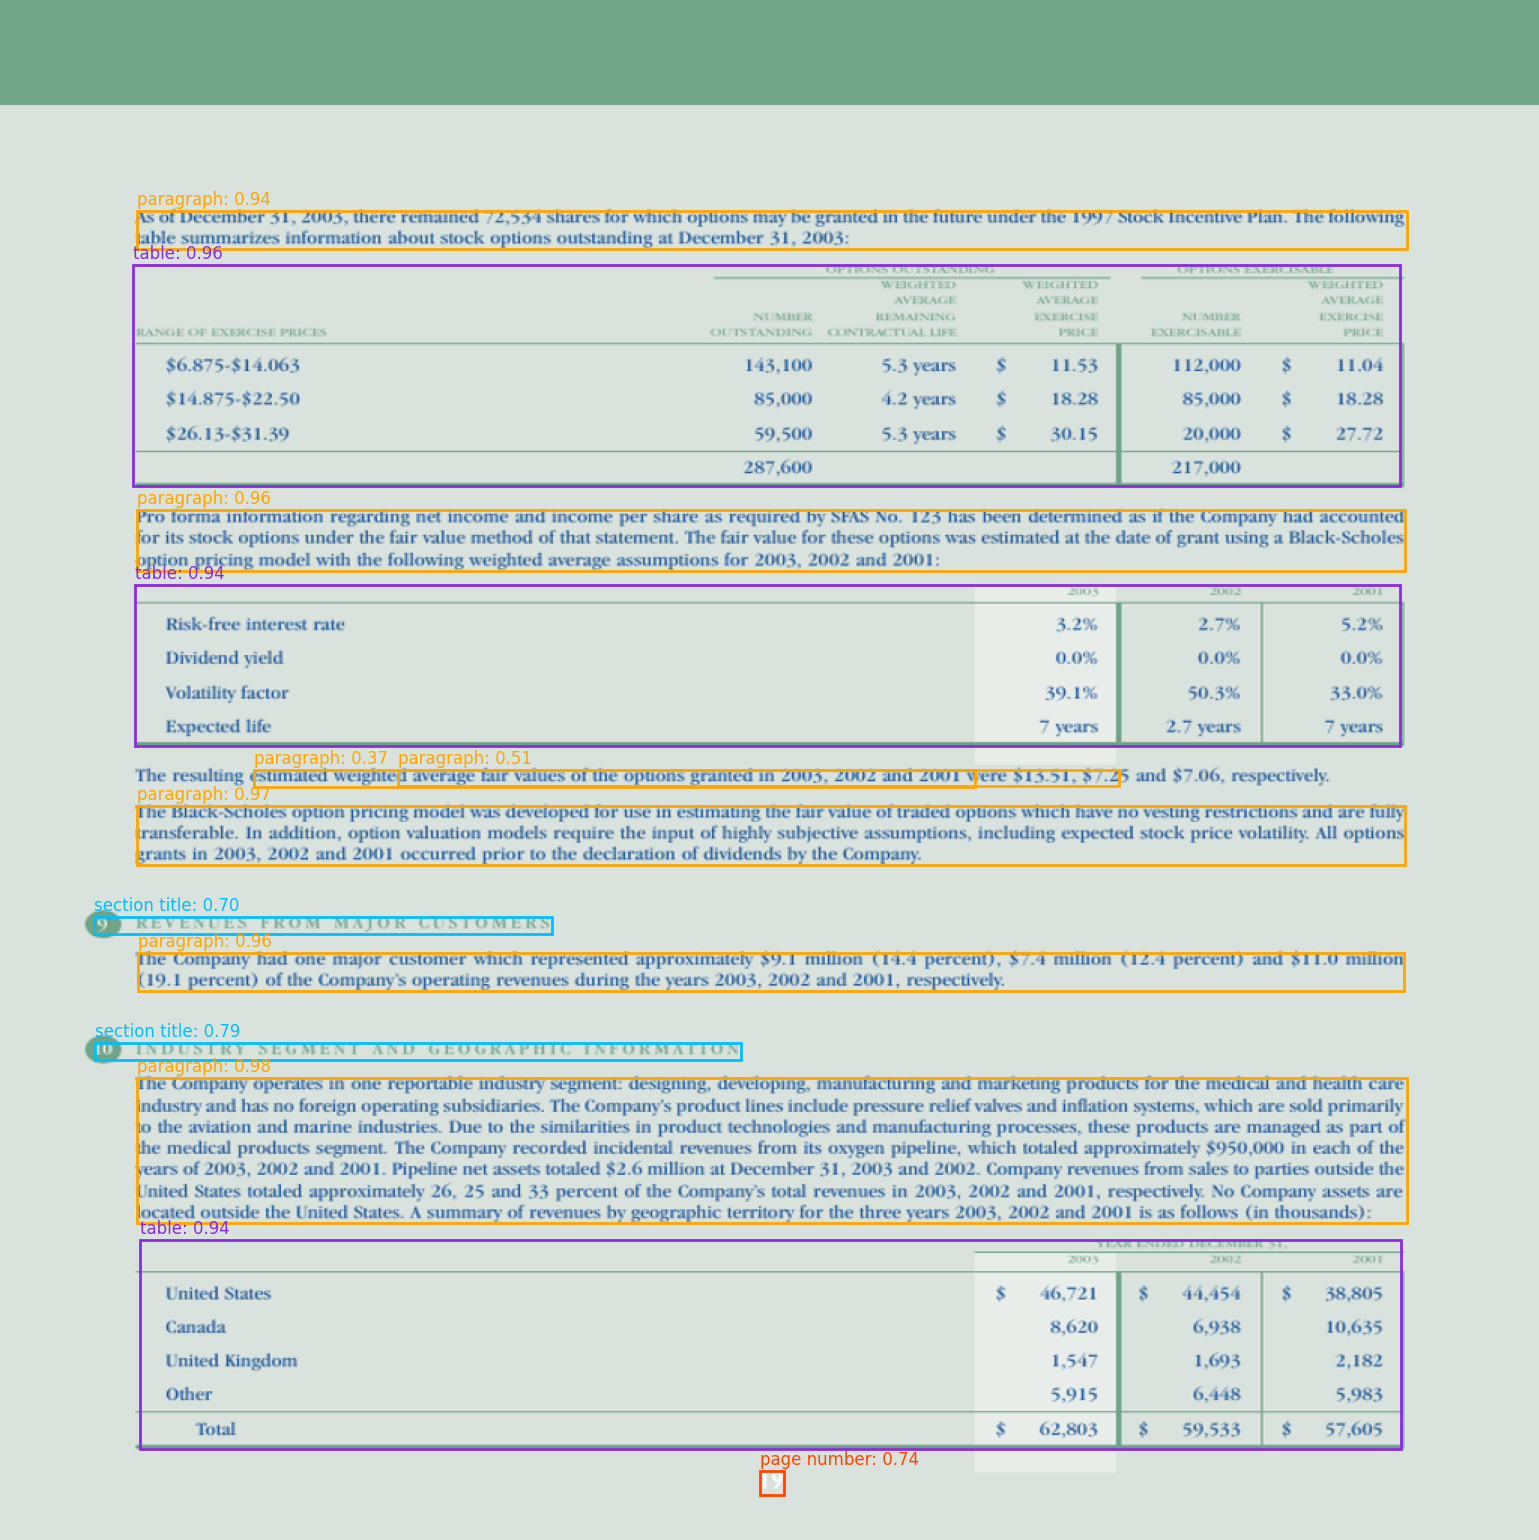 paragraph: 0.94
As of December 31, 2003, there remained 72,534 shares for which options may be granted in the future under the 1997 Stock Incentive Plan. The following
table summarizes information about stock options outstanding at December 31, 2003:
table: 0.96
OPTIONS OUTSTANDING OPTIONS EXERCISABLE
WEIGHTED WEIGHTED WEIGHTED
AVERAGE AVERAGE AVERAGE
NUMBER REMAINING EXERCISE NUMBER EXERCISE
RANGE OF EXERCISE PRICES OUTSTANDING CONTRACTUAL LIFE PRICE EXERCISABLE PRICE
$6.875-$14.063 143,100 5.3 years $ 11.53 112,000 $ 11.04
$14.875-$22.50 85,000 4.2 years $ 18.28 85,000 $ 18.28
$26.13-$31.39 59,500 5.3 years $ 30.15 20,000 $ 27.72
287,600 217,000
paragraph: 0.96
Pro forma information regarding net income and income per share as required by SFAS No. 123 has been determined as if the Company had accounted
for its stock options under the fair value method of that statement. The fair value for these options was estimated at the date of grant using a Black-Scholes
option pricing model with the following weighted average assumptions for 2003, 2002 and 2001:
table: 0.94
2003 2002 2001
Risk-free interest rate 3.2% 2.7% 5.2%
Dividend yield 0.0% 0.0% 0.0%
Volatility factor 39.1% 50.3% 33.0%
Expected life 7 years 2.7 years 7 years
paragraph: 0.37 paragraph: 0.51
The resulting estimated weighted average fair values of the options granted in 2003, 2002 and 2001 were $13.51, $7.25 and $7.06, respectively.
paragraph: 0.97
The Black-Scholes option pricing model was developed for use in estimating the fair value of traded options which have no vesting restrictions and are fully
transferable. In addition, option valuation models require the input of highly subjective assumptions, including expected stock price volatility. All options
grants in 2003, 2002 and 2001 occurred prior to the declaration of dividends by the Company.
section title: 0.70
9 REVENUES FROM MAJOR CUSTOMERS
paragraph: 0.96
The Company had one major customer which represented approximately $9.1 million (14.4 percent), $7.4 million (12.4 percent) and $11.0 million
(19.1 percent) of the Company's operating revenues during the years 2003, 2002 and 2001, respectively.
section title: 0.79
10 INDUSTRY SEGMENT AND GEOGRAPHIC INFORMATION
paragraph: 0.98
The Company operates in one reportable industry segment: designing, developing, manufacturing and marketing products for the medical and health care
industry and has no foreign operating subsidiaries. The Company's product lines include pressure relief valves and inflation systems, which are sold primarily
to the aviation and marine industries. Due to the similarities in product technologies and manufacturing processes, these products are managed as part of
the medical products segment. The Company recorded incidental revenues from its oxygen pipeline, which totaled approximately $950,000 in each of the
years of 2003, 2002 and 2001. Pipeline net assets totaled $2.6 million at December 31, 2003 and 2002. Company revenues from sales to parties outside the
United States totaled approximately 26, 25 and 33 percent of the Company's total revenues in 2003, 2002 and 2001, respectively. No Company assets are
located outside the United States. A summary of revenues by geographic territory for the three years 2003, 2002 and 2001 is as follows (in thousands):
table: 0.94
YEAR ENDED DECEMBER 31,
2003 2002 2001
United States $ 46,721 $ 44,454 $ 38,805
Canada 8,620 6,938 10,635
United Kingdom 1,547 1,693 2,182
Other 5,915 6,448 5,983
Total $ 62,803 $ 59,533 $ 57,605
page number: 0.74
19